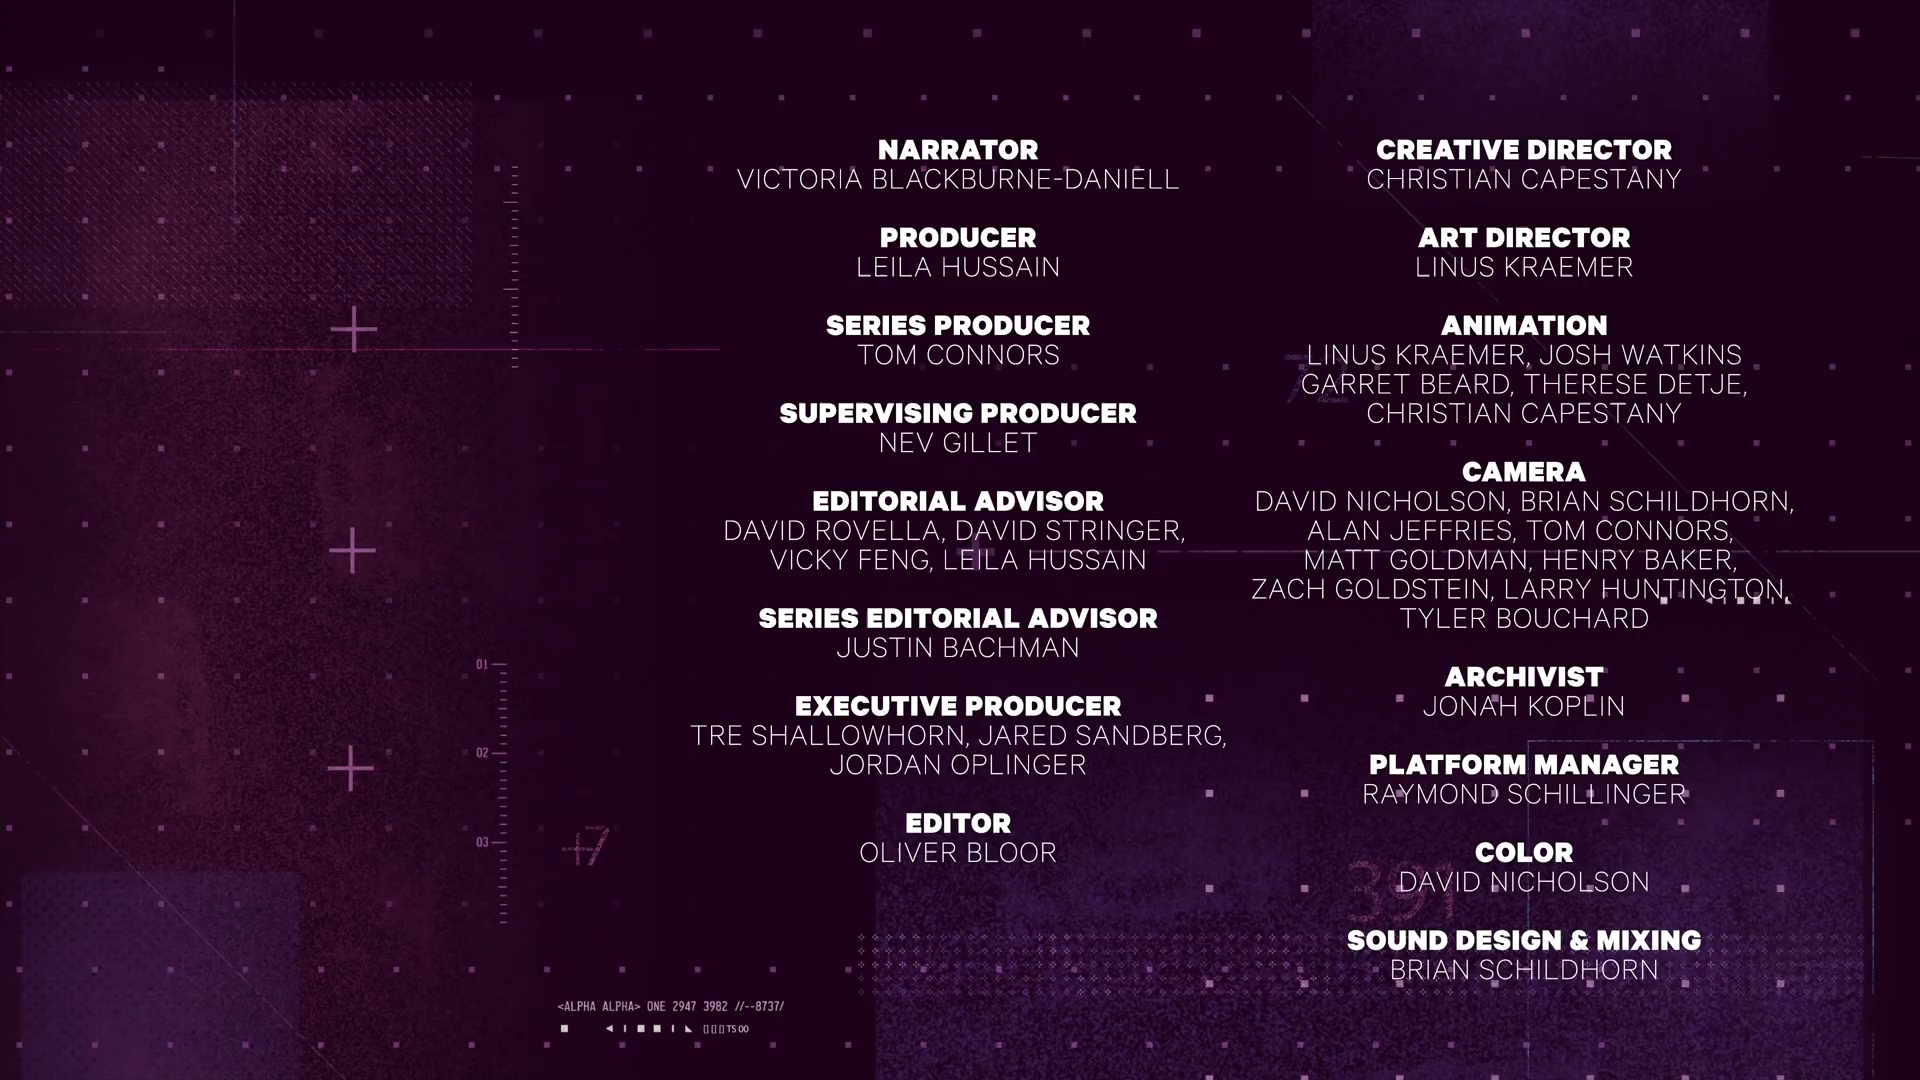 NARRATOR
VICTORIA BLACKBURNE-DANIELL
PRODUCER
LEILA HUSSAIN
SERIES PRODUCER
TOM CONNORS
SUPERVISING PRODUCER
NEV GILLET
EDITORIAL ADVISOR
DAVID ROVELLA, DAVID STRINGER,
VICKY FENG, LEILA HUSSAIN
SERIES EDITORIAL ADVISOR
JUSTIN BACHMAN
EXECUTIVE PRODUCER
TRE SHALLOWHORN, JARED SANDBERG,
JORDAN OPLINGER
EDITOR
OLIVER BLOOR
CREATIVE DIRECTOR
CHRISTIAN CAPESTANY
ART DIRECTOR
LINUS KRAEMER
ANIMATION
LINUS KRAEMER, JOSH WATKINS
GARRET BEARD, THERESE DETJE,
CHRISTIAN CAPESTANY
CAMERA
DAVID NICHOLSON, BRIAN SCHILDHORN,
ALAN JEFFRIES, TOM CONNORS,
MATT GOLDMAN, HENRY BAKER,
ZACH GOLDSTEIN, LARRY HUNTINGTON,
TYLER BOUCHARD
ARCHIVIST
JONAH KOPLIN
PLATFORM MANAGER
RAYMOND SCHILLINGER
COLOR
DAVID NICHOLSON
SOUND DESIGN & MIXING
BRIAN SCHILDHORN
01
02
03
391
<ALPHA ALPHA> ONE 2947 3982 //--8737/
TS 00